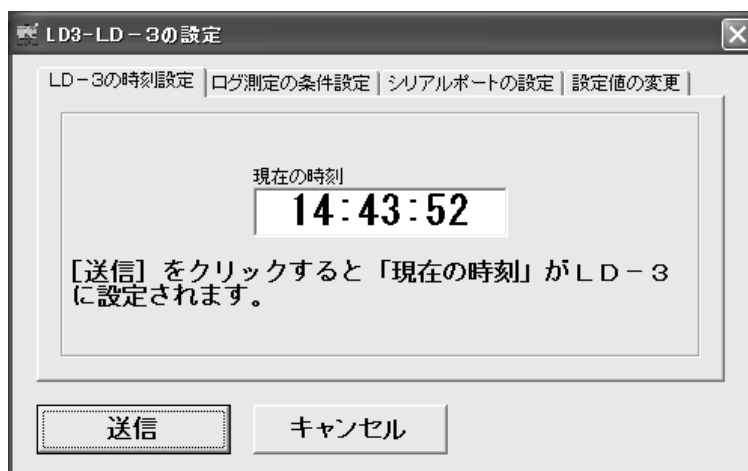 LD3-LD－3の設定
LD－3の時刻設定
ログ測定の条件設定
シリアルポートの設定
設定値の変更
現在の時刻
14:43:52
[送信] をクリックすると「現在の時刻」がＬＤ－３
に設定されます。
送信
キャンセル